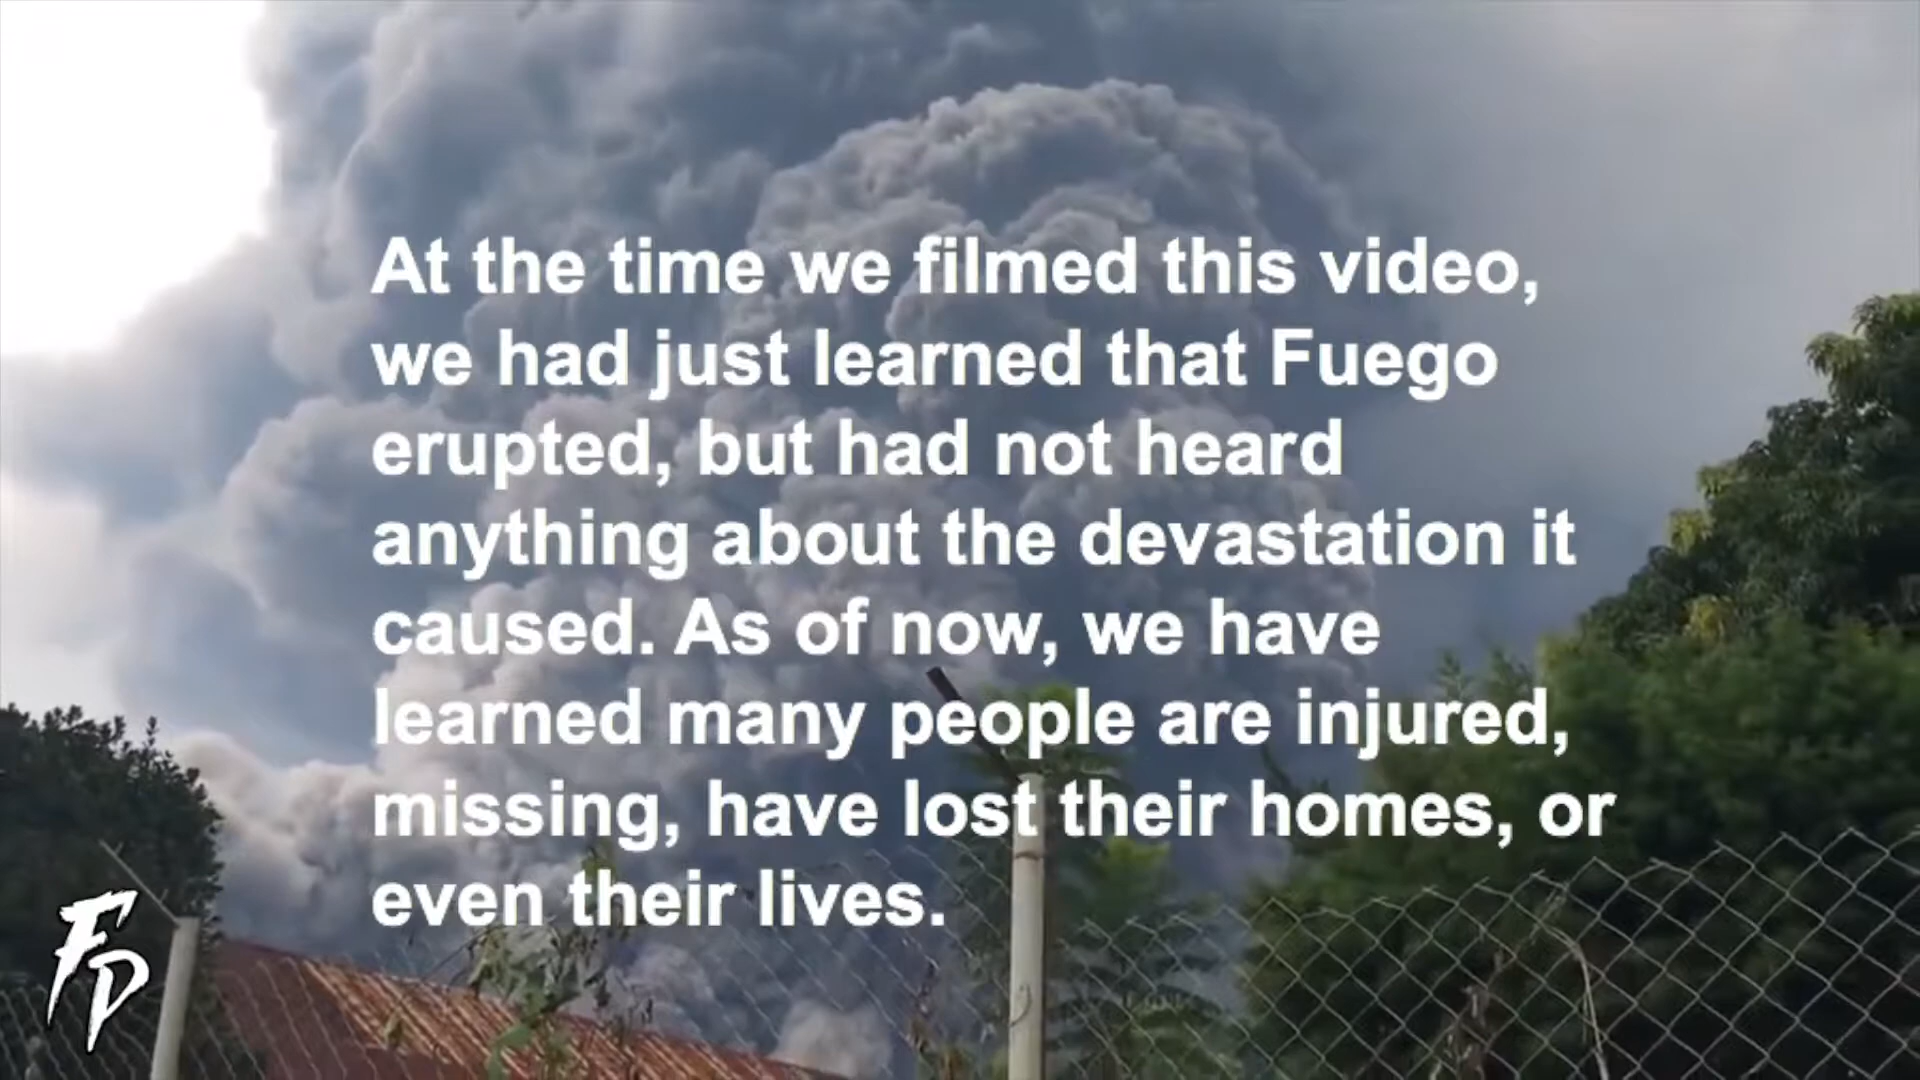 At the time we filmed this video,
we had just learned that Fuego
erupted, but had not heard
anything about the devastation it
caused. As of now, we have
learned many people are injured,
missing, have lost their homes, or
even their lives.
FD